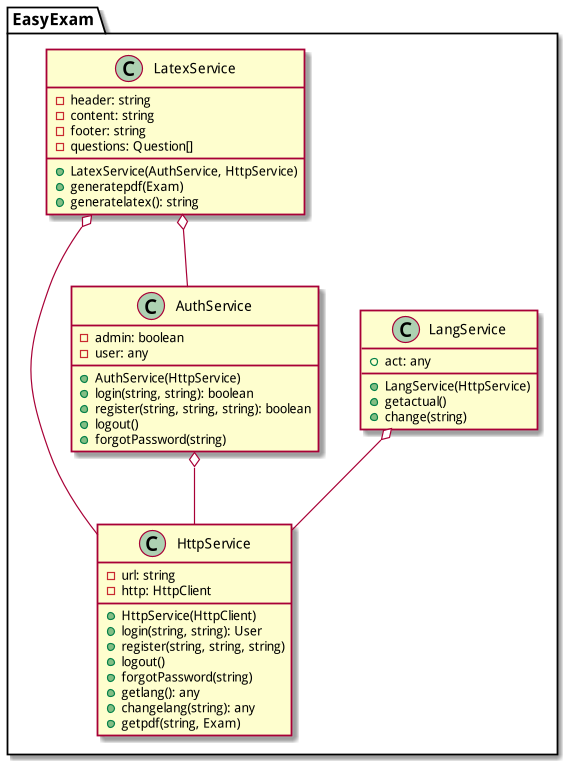 EasyExam
C LatexService
header: string
content: string
footer: string
questions: Question[]
LatexService(AuthService, HttpService)
generatepdf(Exam)
generatelatex(): string
C AuthService
admin: boolean
user: any
AuthService(HttpService)
login(string, string): boolean
register(string, string, string): boolean
logout()
forgotPassword(string)
C LangService
act: any
LangService(HttpService)
getactual()
change(string)
C HttpService
url: string
http: HttpClient
HttpService(HttpClient)
login(string, string): User
register(string, string, string)
logout()
forgotPassword(string)
getlang(): any
changelang(string): any
getpdf(string, Exam)